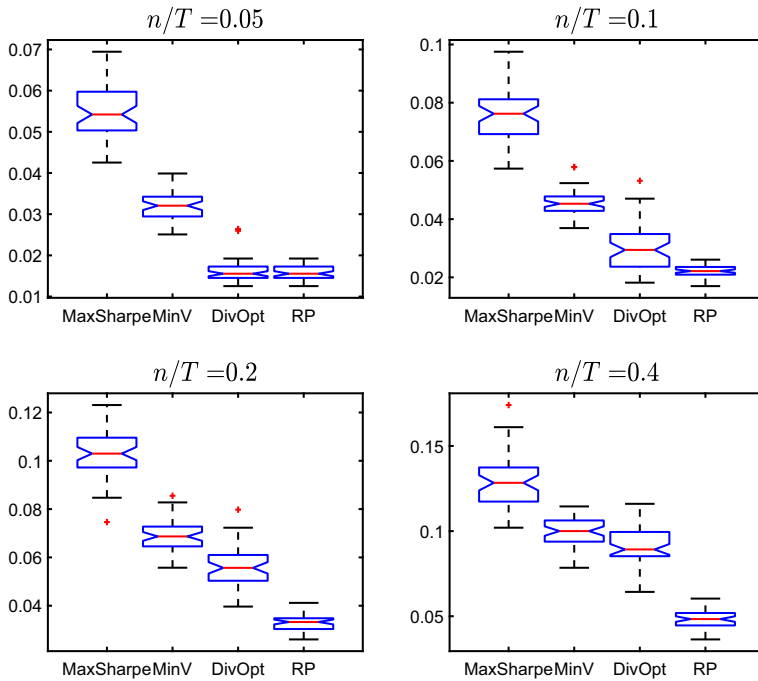 n/T =0.05
0.07
0.06
0.05
0.04
0.03
0.02
0.01
MaxSharpe MinV DivOpt RP
n/T =0.1
0.1
0.08
0.06
0.04
0.02
MaxSharpe MinV DivOpt RP
n/T =0.2
0.12
0.1
0.08
0.06
0.04
MaxSharpe MinV DivOpt RP
n/T =0.4
0.15
0.1
0.05
MaxSharpe MinV DivOpt RP